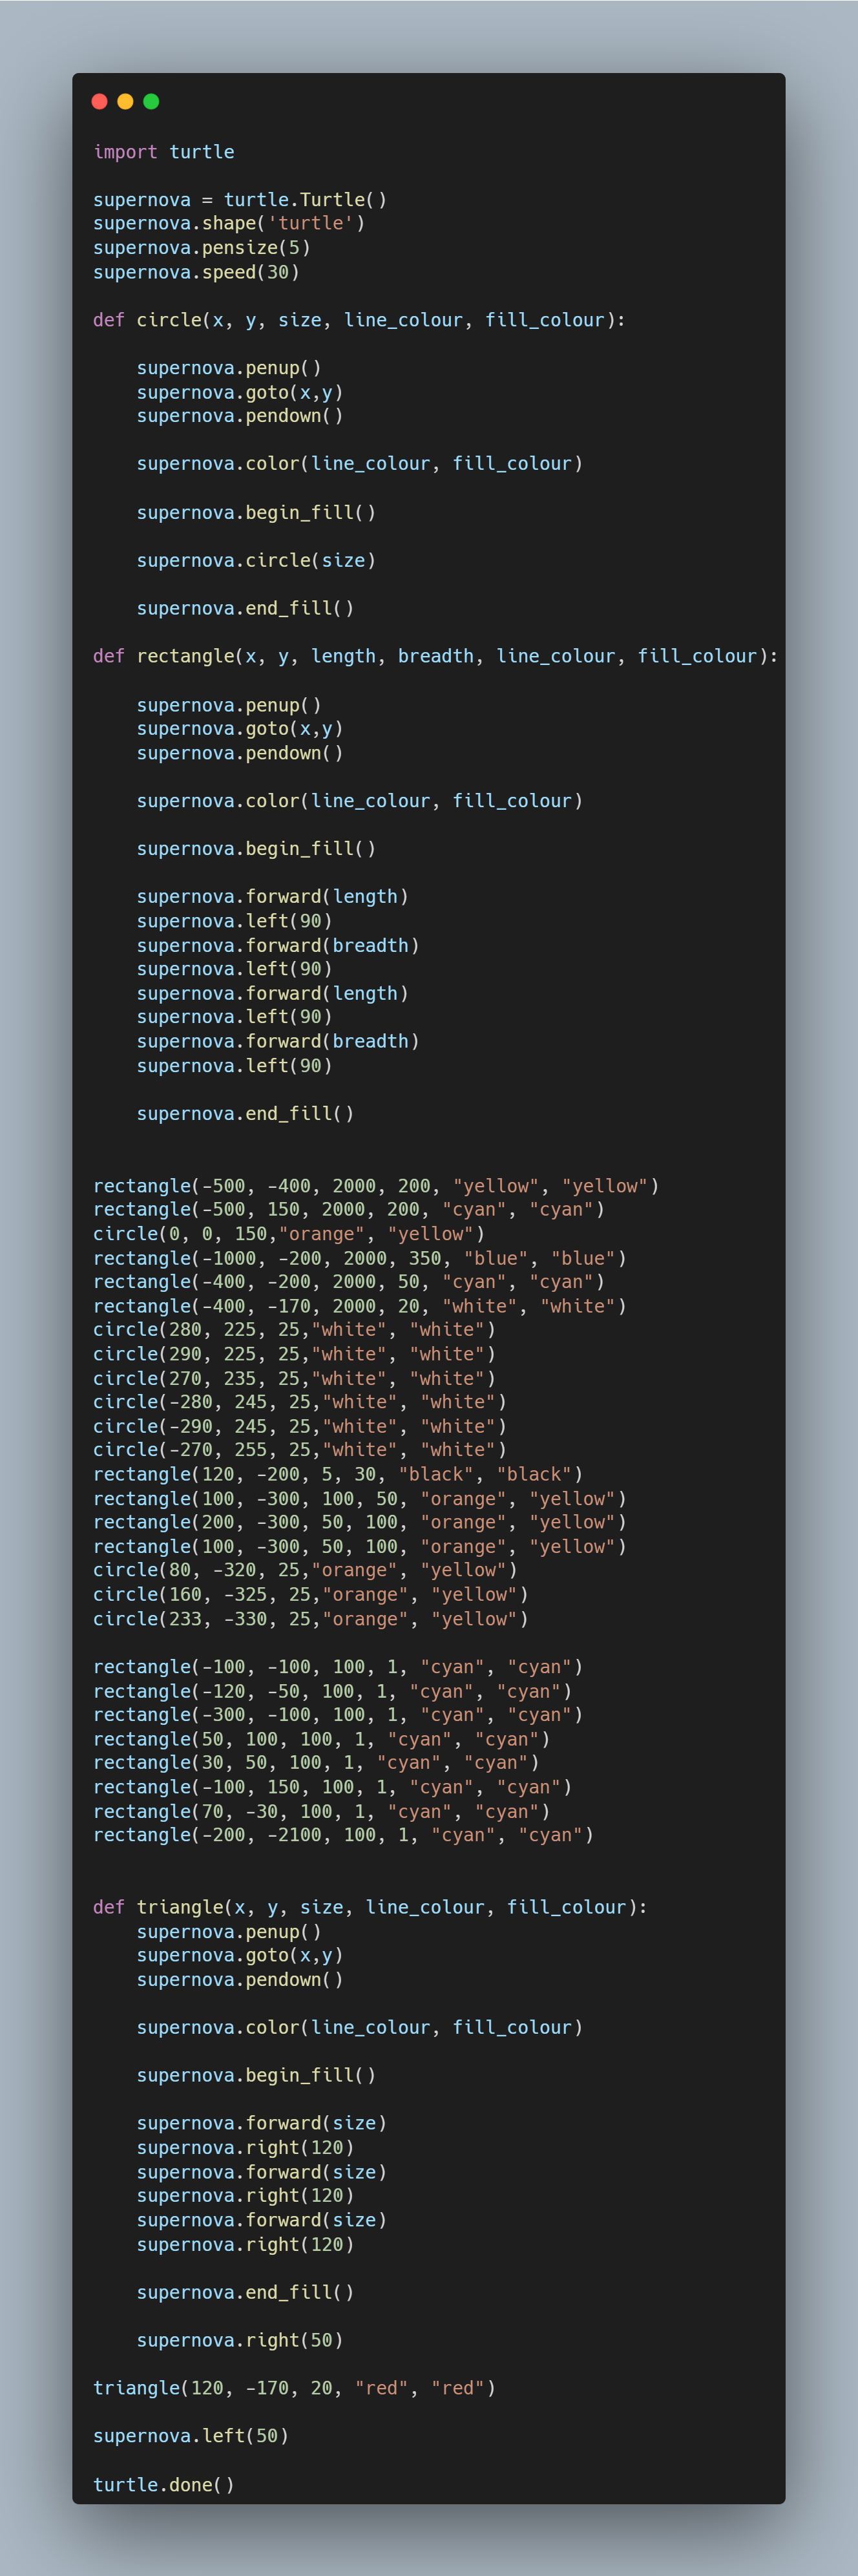 import turtle

supernova = turtle.Turtle()
supernova.shape('turtle')
supernova.pensize(5)
supernova.speed(30)

def circle(x, y, size, line_colour, fill_colour):

    supernova.penup()
    supernova.goto(x,y)
    supernova.pendown()

    supernova.color(line_colour, fill_colour)

    supernova.begin_fill()

    supernova.circle(size)

    supernova.end_fill()

def rectangle(x, y, length, breadth, line_colour, fill_colour):

    supernova.penup()
    supernova.goto(x,y)
    supernova.pendown()

    supernova.color(line_colour, fill_colour)

    supernova.begin_fill()

    supernova.forward(length)
    supernova.left(90)
    supernova.forward(breadth)
    supernova.left(90)
    supernova.forward(length)
    supernova.left(90)
    supernova.forward(breadth)
    supernova.left(90)

    supernova.end_fill()


rectangle(-500, -400, 2000, 200, "yellow", "yellow")
rectangle(-500, 150, 2000, 200, "cyan", "cyan")
circle(0, 0, 150,"orange", "yellow")
rectangle(-1000, -200, 2000, 350, "blue", "blue")
rectangle(-400, -200, 2000, 50, "cyan", "cyan")
rectangle(-400, -170, 2000, 20, "white", "white")
circle(280, 225, 25,"white", "white")
circle(290, 225, 25,"white", "white")
circle(270, 235, 25,"white", "white")
circle(-280, 245, 25,"white", "white")
circle(-290, 245, 25,"white", "white")
circle(-270, 255, 25,"white", "white")
rectangle(120, -200, 5, 30, "black", "black")
rectangle(100, -300, 100, 50, "orange", "yellow")
rectangle(200, -300, 50, 100, "orange", "yellow")
rectangle(100, -300, 50, 100, "orange", "yellow")
circle(80, -320, 25,"orange", "yellow")
circle(160, -325, 25,"orange", "yellow")
circle(233, -330, 25,"orange", "yellow")

rectangle(-100, -100, 100, 1, "cyan", "cyan")
rectangle(-120, -50, 100, 1, "cyan", "cyan")
rectangle(-300, -100, 100, 1, "cyan", "cyan")
rectangle(50, 100, 100, 1, "cyan", "cyan")
rectangle(30, 50, 100, 1, "cyan", "cyan")
rectangle(-100, 150, 100, 1, "cyan", "cyan")
rectangle(70, -30, 100, 1, "cyan", "cyan")
rectangle(-200, -2100, 100, 1, "cyan", "cyan")


def triangle(x, y, size, line_colour, fill_colour):
    supernova.penup()
    supernova.goto(x,y)
    supernova.pendown()

    supernova.color(line_colour, fill_colour)

    supernova.begin_fill()

    supernova.forward(size)
    supernova.right(120)
    supernova.forward(size)
    supernova.right(120)
    supernova.forward(size)
    supernova.right(120)

    supernova.end_fill()

    supernova.right(50)

triangle(120, -170, 20, "red", "red")

supernova.left(50)

turtle.done()